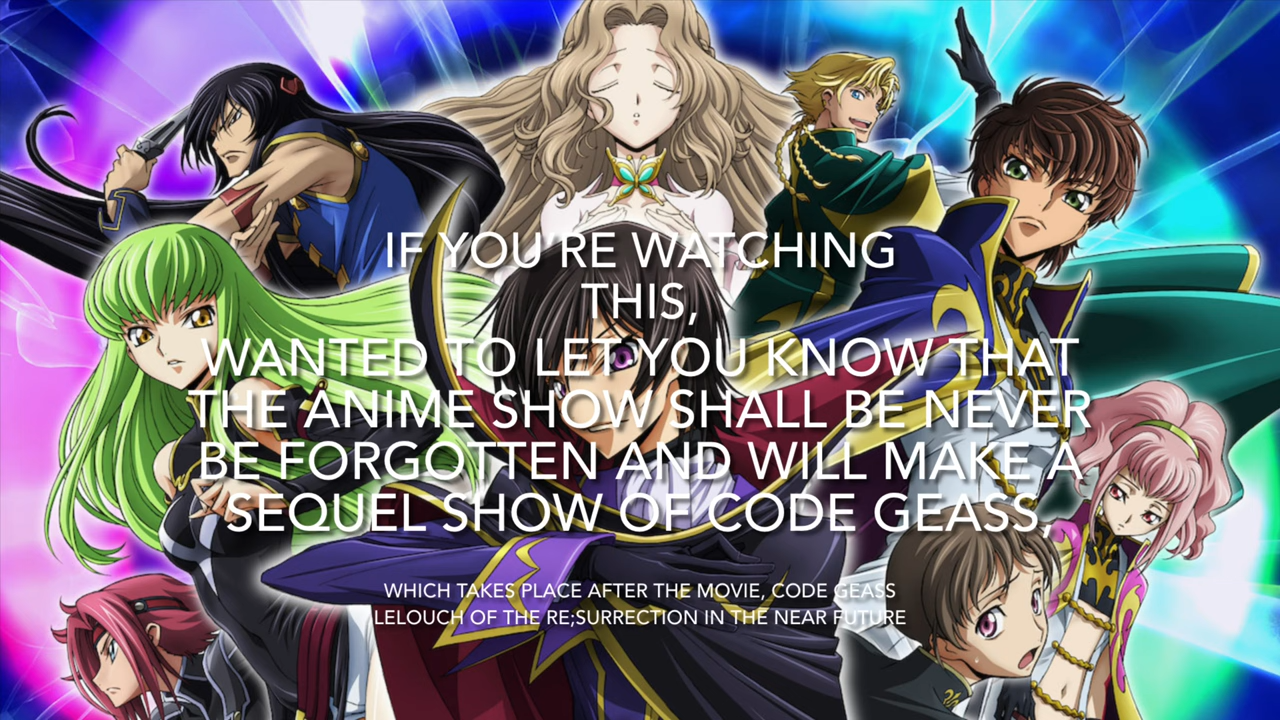 IF YOU'RE WATCHING
THIS,
WANTED TO LET YOU KNOW THAT
THE ANIME SHOW SHALL BE NEVER
BE FORGOTTEN AND WILL MAKE A
SEQUEL SHOW OF CODE GEASS,
WHICH TAKES PLACE AFTER THE MOVIE, CODE GEASS
LELOUCH OF THE RE;SURRECTION IN THE NEAR FUTURE